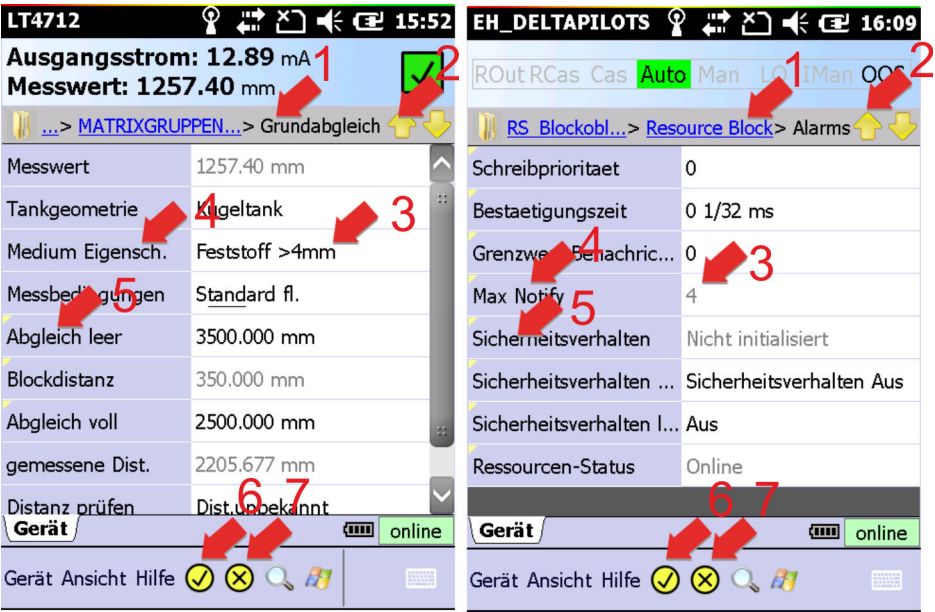 LT4712 15:52
Ausgangsstrom: 12.89 mA
Messwert: 1257.40 mm
1
2
...> MATRIXGRUPPEN...> Grundabgleich
Messwert 1257.40 mm
Tankgeometrie Kugeltank
4
3
Medium Eigensch. Feststoff >4mm
Messbedingungen Standard fl.
5
Abgleich leer 3500.000 mm
Blockdistanz 350.000 mm
Abgleich voll 2500.000 mm
gemessene Dist. 2205.677 mm
Distanz prüfen Dist.unbekannt
6 7
Gerät online
Gerät Ansicht Hilfe
EH_DELTAPILOTS 16:09
ROut RCas Cas Auto Man LO IMan OOS
1
2
RS_Blockobl...> Resource Block> Alarms
Schreibprioritaet 0
Bestaetigungszeit 0 1/32 ms
Grenzwert Benachric... 0
4
3
Max Notify 4
5
Sicherheitsverhalten Nicht initialisiert
Sicherheitsverhalten ... Sicherheitsverhalten Aus
Sicherheitsverhalten I... Aus
Ressourcen-Status Online
6 7
Gerät online
Gerät Ansicht Hilfe